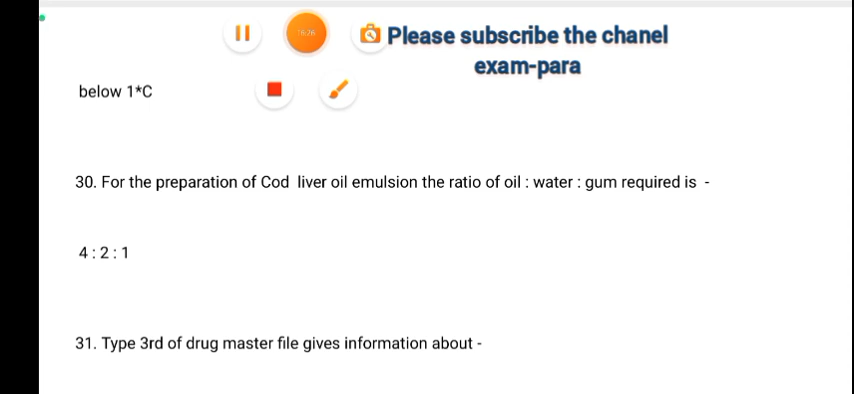 Please subscribe the chanel
exam-para
below 1*C
30. For the preparation of Cod liver oil emulsion the ratio of oil : water : gum required is -
4 : 2 : 1
31. Type 3rd of drug master file gives information about -